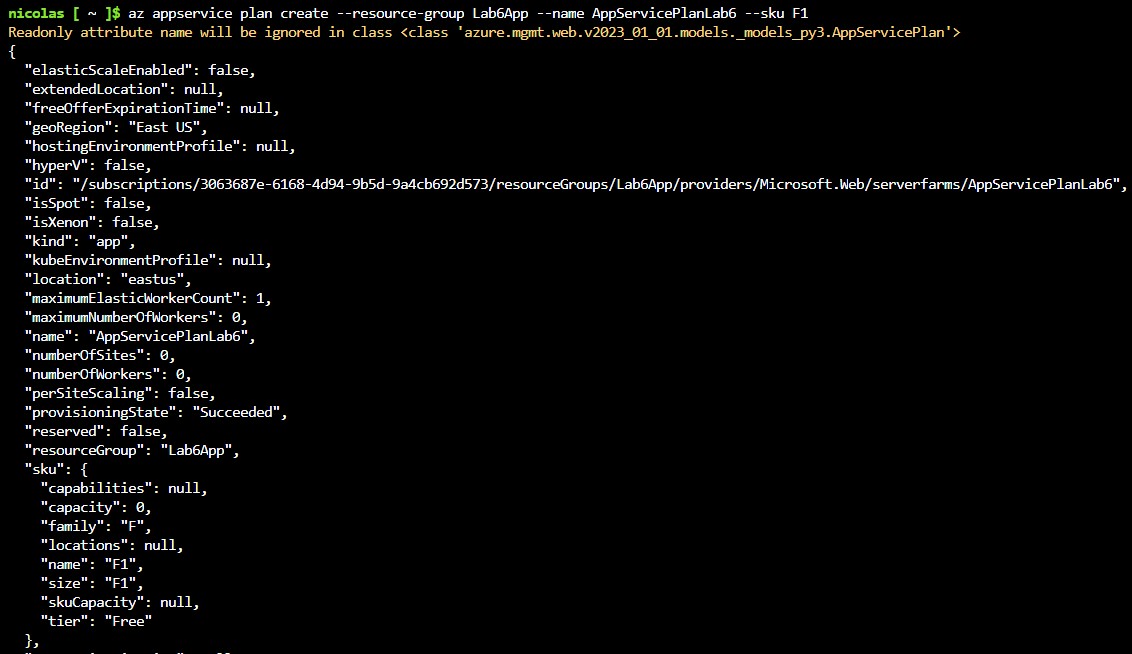 nicolas [ ~ ]$ az appservice plan create --resource-group Lab6App --name AppServicePlanLab6 --sku F1
Readonly attribute name will be ignored in class <class 'azure.mgmt.web.v2023_01_01.models._models_py3.AppServicePlan'>
{
  "elasticScaleEnabled": false,
  "extendedLocation": null,
  "freeOfferExpirationTime": null,
  "geoRegion": "East US",
  "hostingEnvironmentProfile": null,
  "hyperV": false,
  "id": "/subscriptions/3063687e-6168-4d94-9b5d-9a4cb692d573/resourceGroups/Lab6App/providers/Microsoft.Web/serverfarms/AppServicePlanLab6",
  "isSpot": false,
  "isXenon": false,
  "kind": "app",
  "kubeEnvironmentProfile": null,
  "location": "eastus",
  "maximumElasticWorkerCount": 1,
  "maximumNumberOfWorkers": 0,
  "name": "AppServicePlanLab6",
  "numberOfSites": 0,
  "numberOfWorkers": 0,
  "perSiteScaling": false,
  "provisioningState": "Succeeded",
  "reserved": false,
  "resourceGroup": "Lab6App",
  "sku": {
    "capabilities": null,
    "capacity": 0,
    "family": "F",
    "locations": null,
    "name": "F1",
    "size": "F1",
    "skuCapacity": null,
    "tier": "Free"
  },